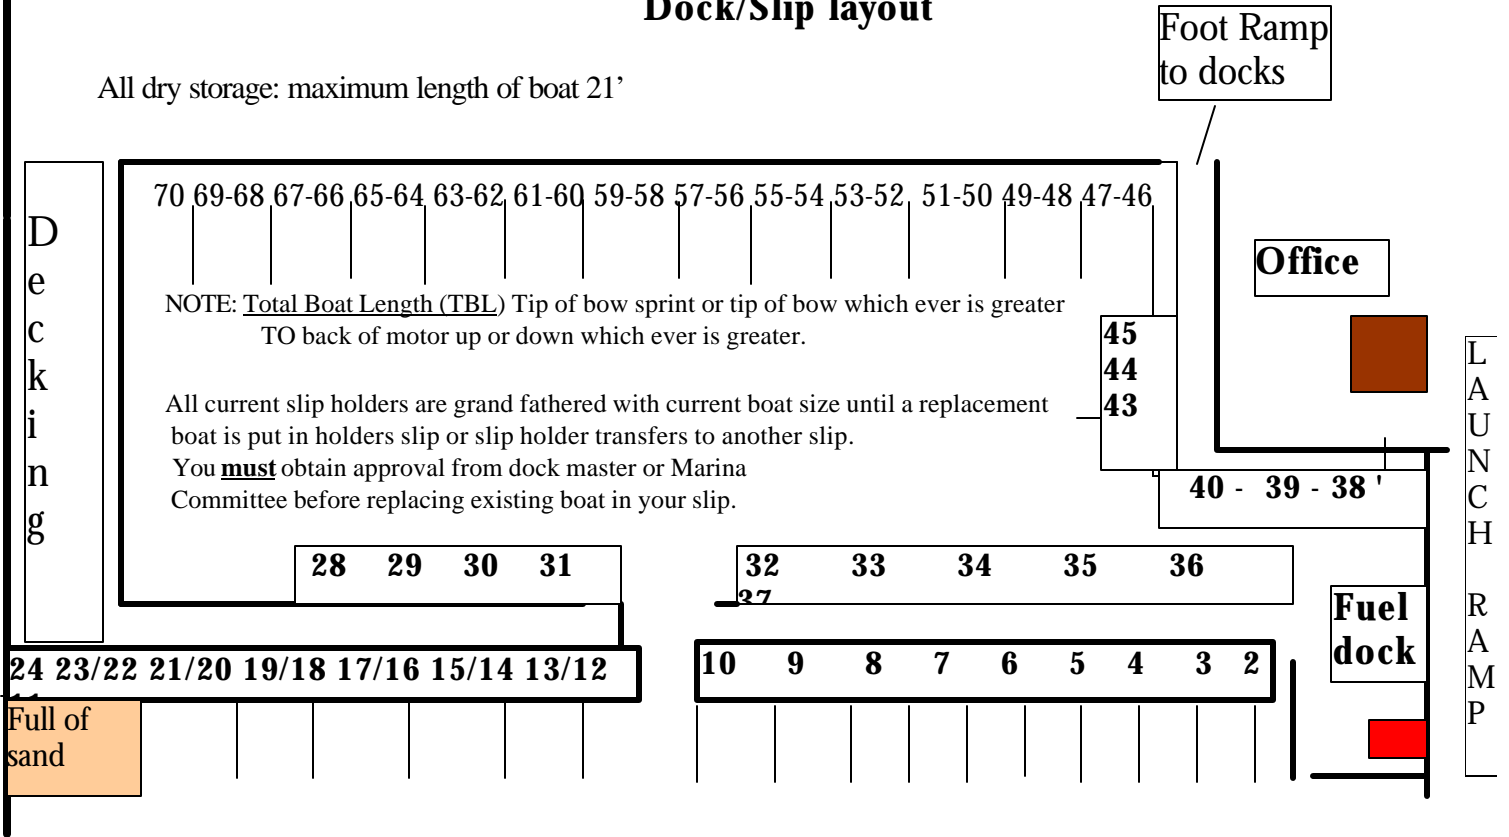 Dock/Slip layout
Foot Ramp
to docks
All dry storage: maximum length of boat 21’
Decking
70 69-68 67-66 65-64 63-62 61-60 59-58 57-56 55-54 53-52 51-50 49-48 47-46
Office
NOTE: Total Boat Length (TBL) Tip of bow sprint or tip of bow which ever is greater
TO back of motor up or down which ever is greater.
45
44
43
LAUNCH RAMP
All current slip holders are grand fathered with current boat size until a replacement
boat is put in holders slip or slip holder transfers to another slip.
You must obtain approval from dock master or Marina
Committee before replacing existing boat in your slip.
40 - 39 - 38 '
28 29 30 31
32 33 34 35 36
37
Fuel
dock
24 23/22 21/20 19/18 17/16 15/14 13/12
10 9 8 7 6 5 4 3 2
Full of
sand